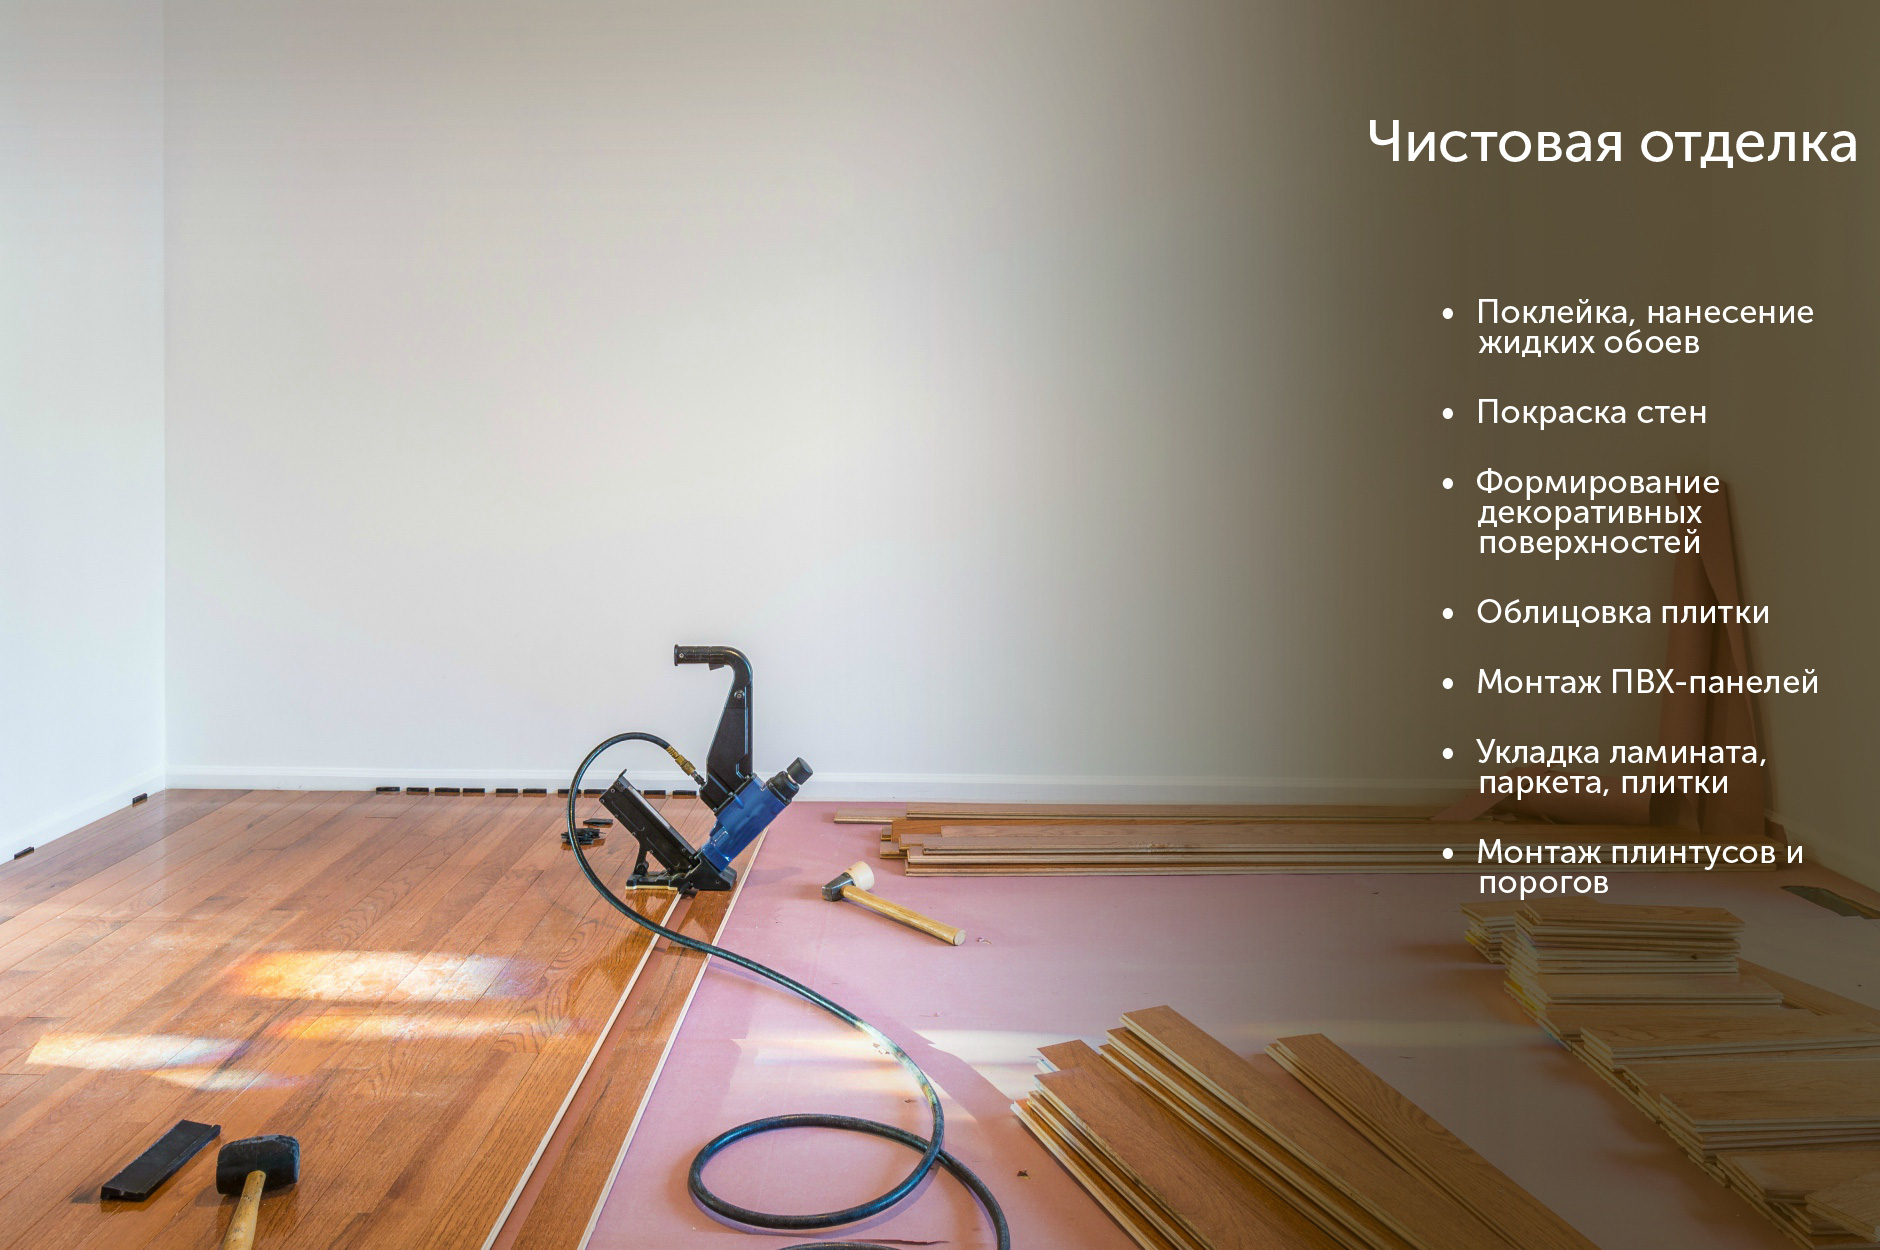 Чистовая отделка
• Поклейка, нанесение
жидких обоев
• Покраска стен
• Формирование
декоративных
поверхностей
• Облицовка плитки
• Монтаж ПВХ-панелей
• Укладка ламината,
паркета, плитки
• Монтаж плинтусов и
порогов